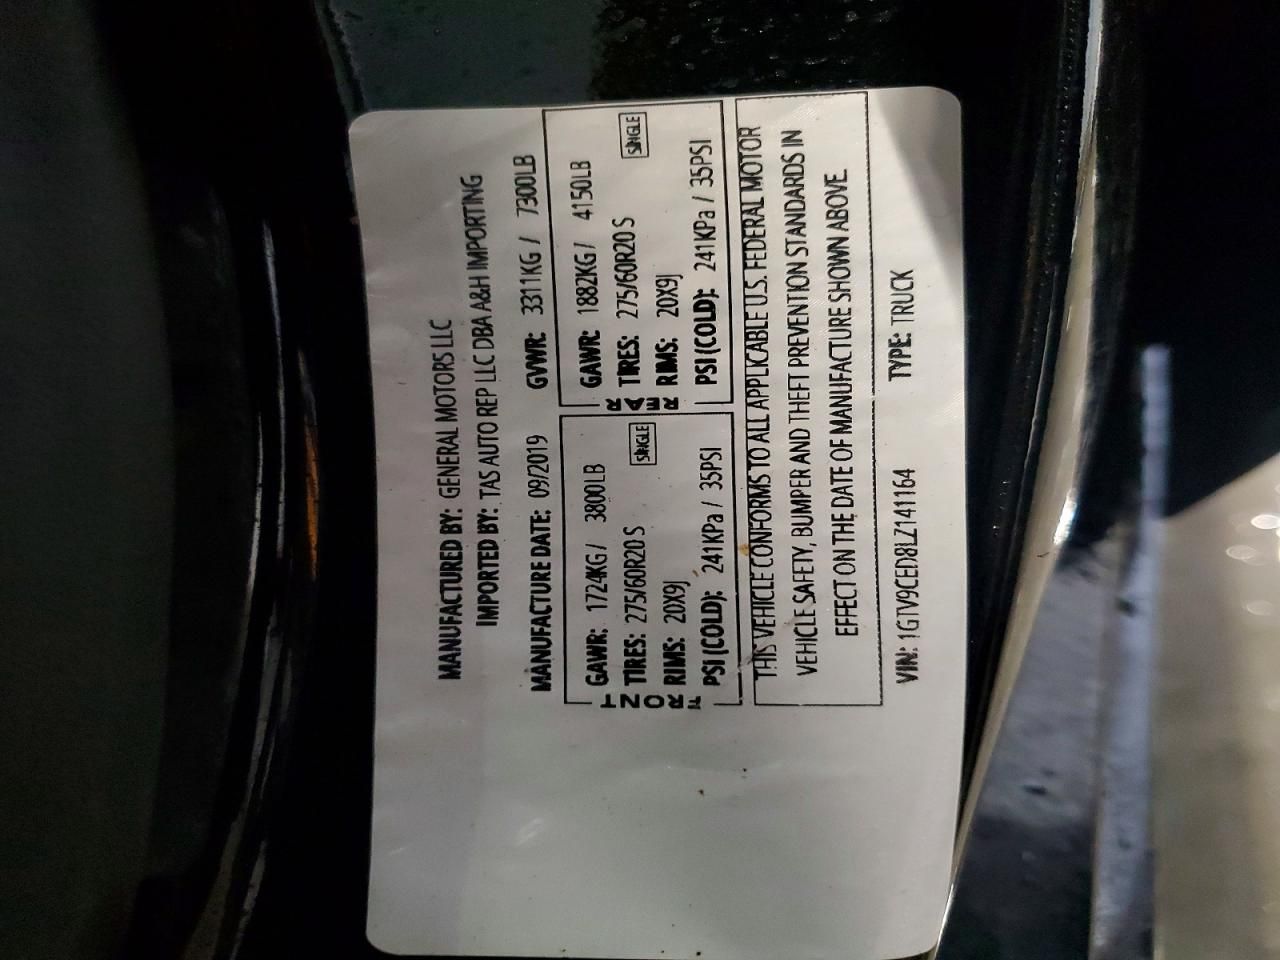 MANUFACTURED BY: GENERAL MOTORS LLC
IMPORTED BY: TAS AUTO REP LLC DBA A&H IMPORTING
MANUFACTURE DATE: 09/2019 GVWR: 3311KG / 7300LB
FRONT
GAWR: 1724KG / 3800LB
TIRES: 275/60R20 S SINGLE
RIMS: 20X9J
PSI (COLD): 241KPa / 35PSI
REAR
GAWR: 1882KG / 4150LB
TIRES: 275/60R20 S SINGLE
RIMS: 20X9J
PSI (COLD): 241KPa / 35PSI
THIS VEHICLE CONFORMS TO ALL APPLICABLE U.S. FEDERAL MOTOR
VEHICLE SAFETY, BUMPER AND THEFT PREVENTION STANDARDS IN
EFFECT ON THE DATE OF MANUFACTURE SHOWN ABOVE
VIN: 1GTV9CED8LZ141164 TYPE: TRUCK